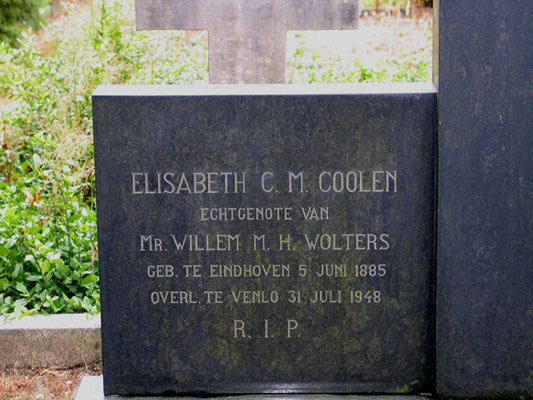 ELISABETH C. M. COOLEN
ECHTGENOTE VAN
MR. WILLEM M. H. WOLTERS
GEB. TE EINDHOVEN 5 JUNI 1885
OVERL. TE VENLO 31 JULI 1948
R. I. P.